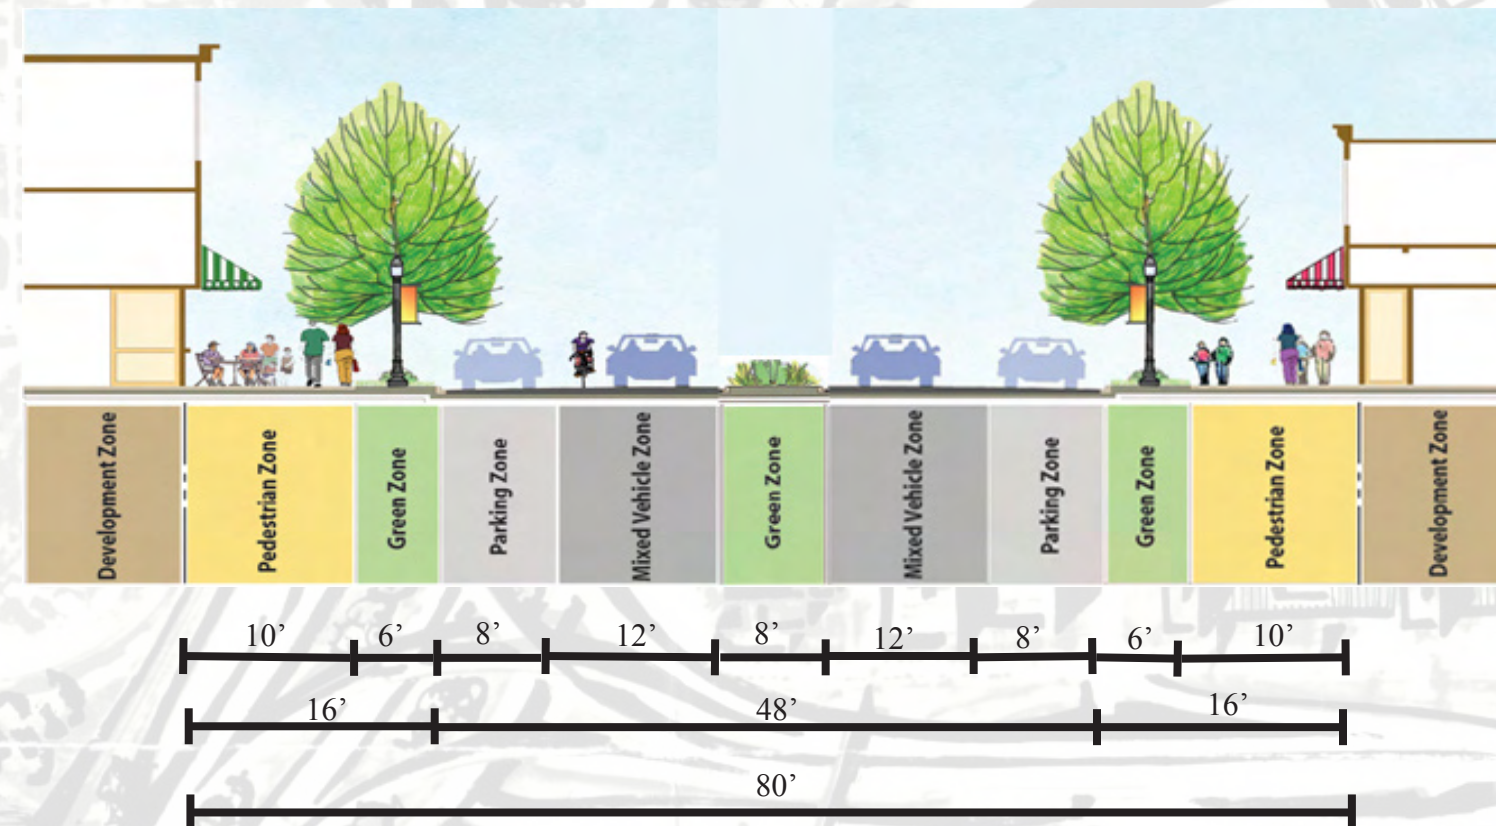 Development Zone
Pedestrian Zone
Green Zone
Parking Zone
Mixed Vehicle Zone
Green Zone
Mixed Vehicle Zone
Parking Zone
Green Zone
Pedestrian Zone
Development Zone
10’ 6’ 8’ 12’ 8’ 12’ 8’ 6’ 10’
16’ 48’ 16’
80’